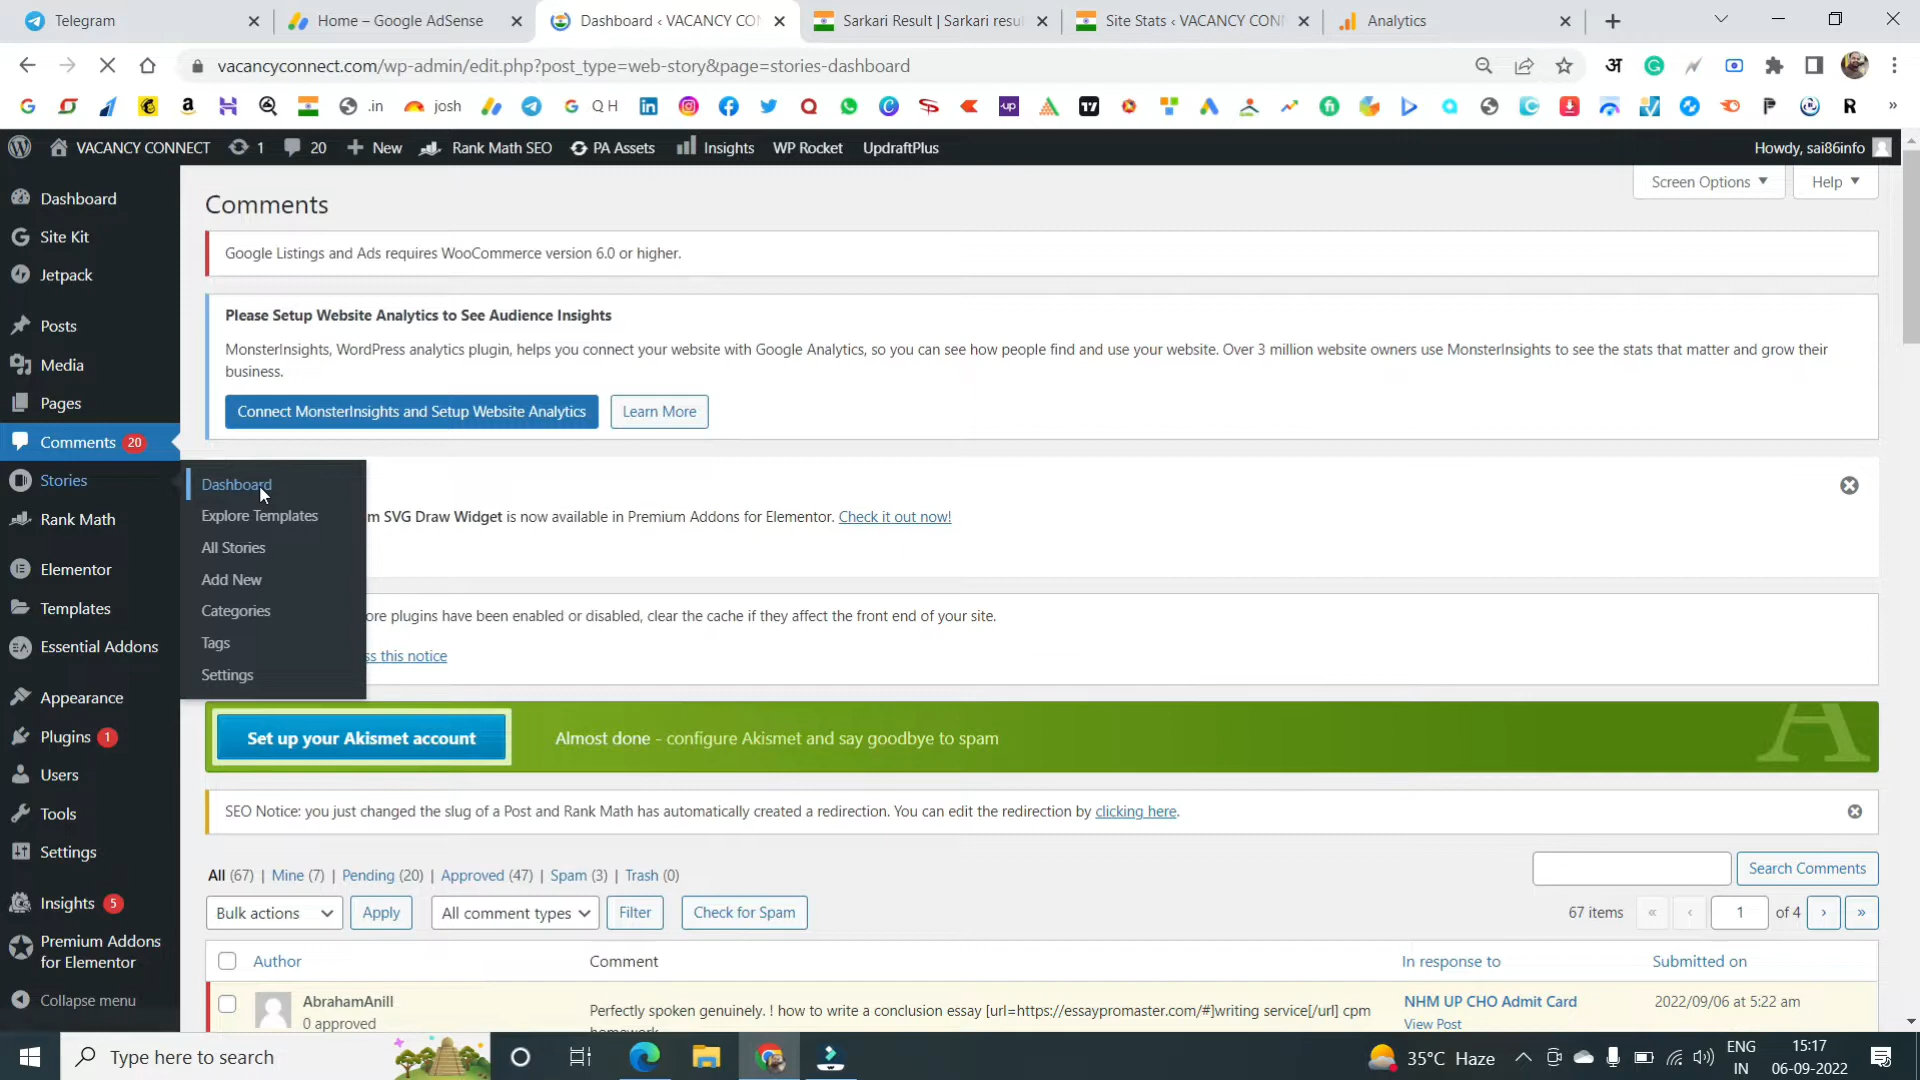 Telegram
Home – Google AdSense
Dashboard ‹ VACANCY CO
Sarkari Result | Sarkari resu
Site Stats ‹ VACANCY CON
Analytics
vacancyconnect.com/wp-admin/edit.php?post_type=web-story&page=stories-dashboard
अ
.in
josh
Q H
up
17
P
R
»
VACANCY CONNECT
1
20
New
Rank Math SEO
PA Assets
Insights
WP Rocket
UpdraftPlus
Howdy, sai86info
Dashboard
Site Kit
Jetpack
Posts
Media
Pages
Comments 20
Stories
Rank Math
Elementor
Templates
Essential Addons
Appearance
Plugins 1
Users
Tools
Settings
Insights 5
Premium Addons
for Elementor
Collapse menu
Dashboard
Explore Templates
All Stories
Add New
Categories
Tags
Settings
Screen Options
Help
Comments
Google Listings and Ads requires WooCommerce version 6.0 or higher.
Please Setup Website Analytics to See Audience Insights
MonsterInsights, WordPress analytics plugin, helps you connect your website with Google Analytics, so you can see how people find and use your website. Over 3 million website owners use MonsterInsights to see the stats that matter and grow their
business.
Connect MonsterInsights and Setup Website Analytics
Learn More
m SVG Draw Widget is now available in Premium Addons for Elementor. Check it out now!
ore plugins have been enabled or disabled, clear the cache if they affect the front end of your site.
ss this notice
Set up your Akismet account
Almost done - configure Akismet and say goodbye to spam
A
SEO Notice: you just changed the slug of a Post and Rank Math has automatically created a redirection. You can edit the redirection by clicking here.
All (67) | Mine (7) | Pending (20) | Approved (47) | Spam (3) | Trash (0)
Search Comments
Bulk actions
Apply
All comment types
Filter
Check for Spam
67 items
«
‹
1
of 4
›
»
Author
Comment
In response to
Submitted on
AbrahamAnill
0 approved
Perfectly spoken genuinely. ! how to write a conclusion essay [url=https://essaypromaster.com/#]writing service[/url] cpm
homework
NHM UP CHO Admit Card
View Post
2022/09/06 at 5:22 am
Type here to search
35°C Haze
ENG
IN
15:17
06-09-2022